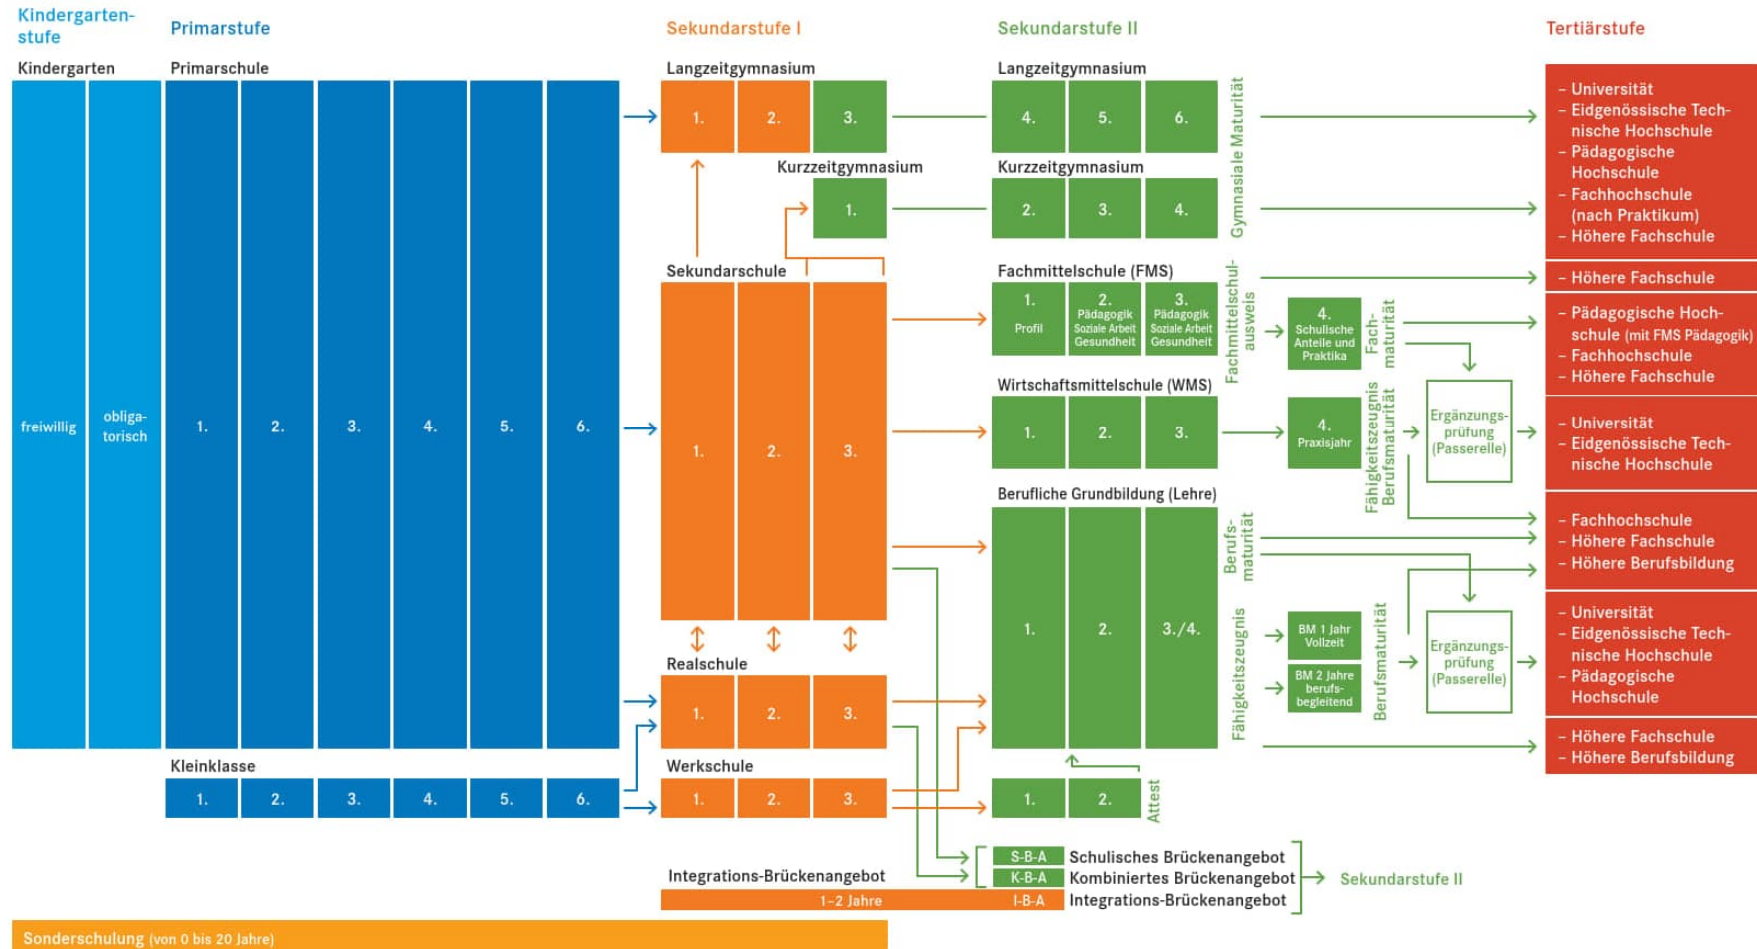 Kindergarten-
stufe
Primarstufe
Sekundarstufe I
Sekundarstufe II
Tertiärstufe
Kindergarten
Primarschule
Langzeitgymnasium
Langzeitgymnasium
freiwillig
obliga-
torisch
1.
2.
3.
4.
5.
6.
1.
2.
3.
4.
5.
6.
Gymnasiale Maturität
– Universität
– Eidgenössische Tech-
nische Hochschule
– Pädagogische
Hochschule
– Fachhochschule
(nach Praktikum)
– Höhere Fachschule
Kurzzeitgymnasium
Kurzzeitgymnasium
1.
2.
3.
4.
Sekundarschule
1.
2.
3.
Fachmittelschule (FMS)
1.
Profil
2.
Pädagogik
Soziale Arbeit
Gesundheit
3.
Pädagogik
Soziale Arbeit
Gesundheit
Fachmittelschul-
ausweis
4.
Schulische
Anteile und
Praktika
Fach-
maturität
– Höhere Fachschule
– Pädagogische Hoch-
schule (mit FMS Pädagogik)
– Fachhochschule
– Höhere Fachschule
Wirtschaftsmittelschule (WMS)
1.
2.
3.
4.
Praxisjahr
Fähigkeitszeugnis
Berufsmaturität
Ergänzungs-
prüfung
(Passerelle)
– Universität
– Eidgenössische Tech-
nische Hochschule
Berufliche Grundbildung (Lehre)
1.
2.
3./4.
Berufs-
maturität
– Fachhochschule
– Höhere Fachschule
– Höhere Berufsbildung
Fähigkeitszeugnis
BM 1 Jahr
Vollzeit
BM 2 Jahre
berufs-
begleitend
Berufsmaturität
Ergänzungs-
prüfung
(Passerelle)
– Universität
– Eidgenössische Tech-
nische Hochschule
– Pädagogische
Hochschule
– Höhere Fachschule
– Höhere Berufsbildung
Realschule
1.
2.
3.
Kleinklasse
1.
2.
3.
4.
5.
6.
Werkschule
1.
2.
3.
1.
2.
Attest
S-B-A Schulisches Brückenangebot
K-B-A Kombiniertes Brückenangebot
Sekundarstufe II
Integrations-Brückenangebot
1–2 Jahre
I-B-A Integrations-Brückenangebot
Sonderschulung (von 0 bis 20 Jahre)